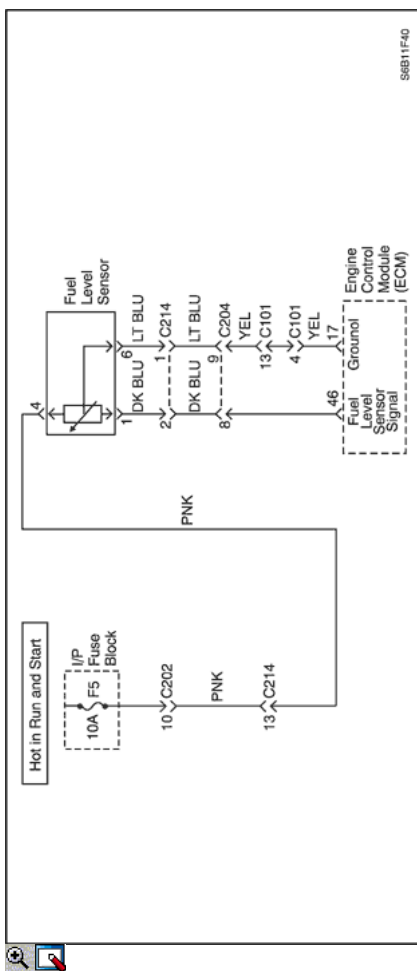 Hot in Run and Start
I/P
Fuse
Block
10A
F5
10
C202
PNK
13
C214
PNK
4
Fuel
Level
Sensor
1
6
DK BLU
LT BLU
2
1
C214
DK BLU
LT BLU
8
9
C204
YEL
13
C101
4
C101
YEL
46
17
Fuel
Level
Sensor
Signal
Ground
Engine
Control
Module
(ECM)
S6B11F40